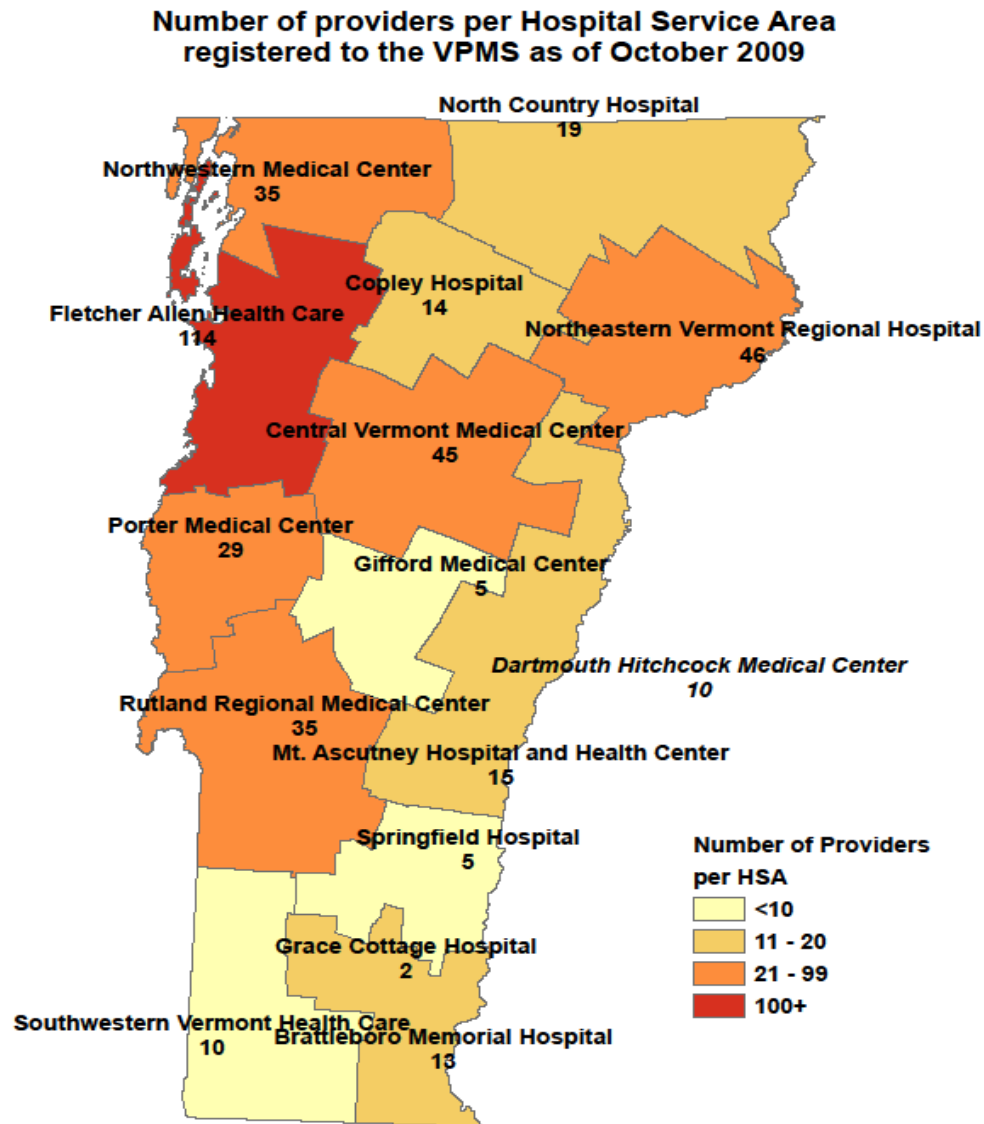 Number of providers per Hospital Service Area
registered to the VPMS as of October 2009
North Country Hospital
19
Northwestern Medical Center
35
Copley Hospital
14
Fletcher Allen Health Care
114
Northeastern Vermont Regional Hospital
46
Central Vermont Medical Center
45
Porter Medical Center
29
Gifford Medical Center
5
Dartmouth Hitchcock Medical Center
10
Rutland Regional Medical Center
35
Mt. Ascutney Hospital and Health Center
15
Springfield Hospital
5
Grace Cottage Hospital
2
Southwestern Vermont Health Care
10
Brattleboro Memorial Hospital
13
Number of Providers
per HSA
<10
11 - 20
21 - 99
100+